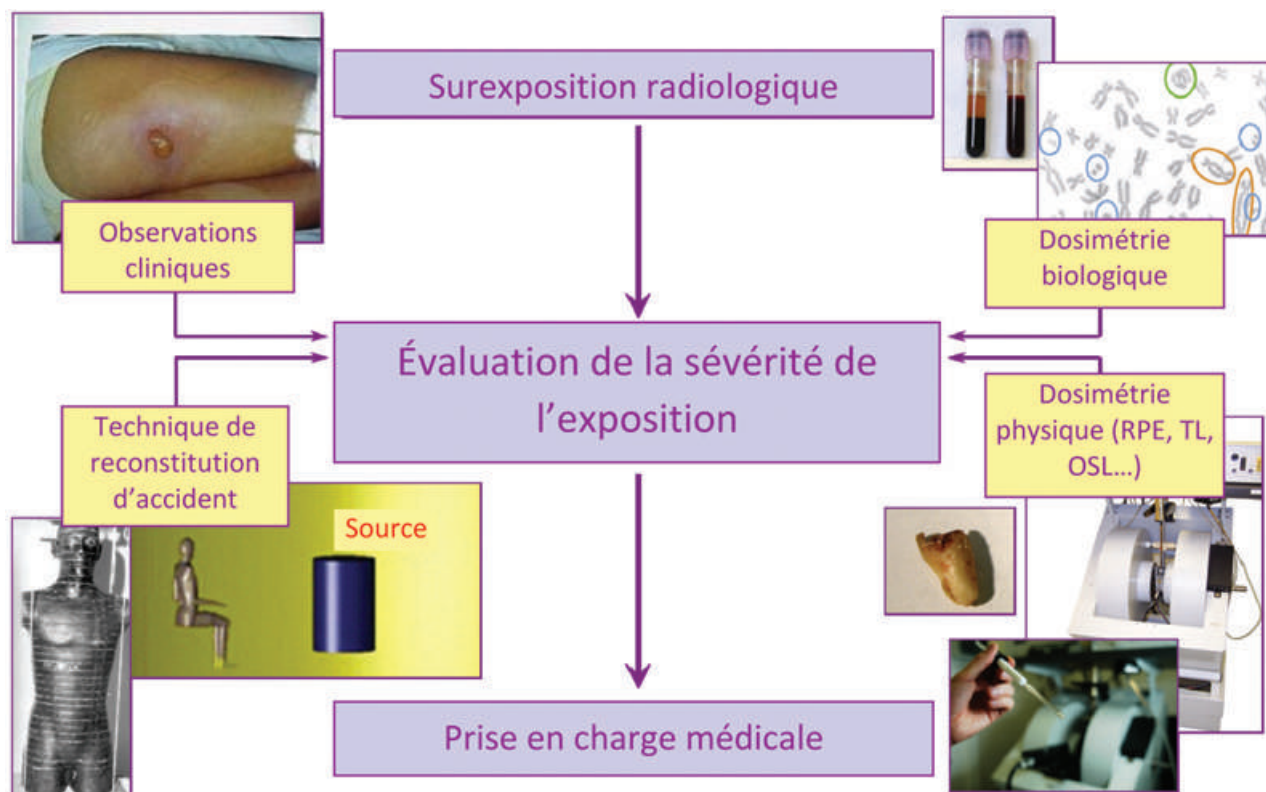 Surexposition radiologique
Observations
cliniques
Dosimétrie
biologique
Évaluation de la sévérité de
l’exposition
Technique de
reconstitution
d’accident
Source
Dosimétrie
physique (RPE, TL,
OSL...)
Prise en charge médicale